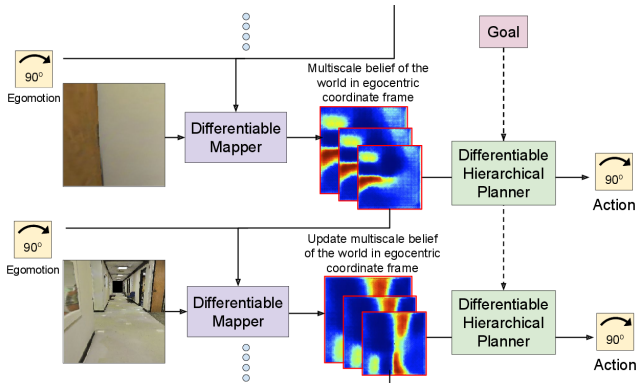 Goal
90°
Egomotion
Multiscale belief of the
world in egocentric
coordinate frame
Differentiable
Mapper
Differentiable
Hierarchical
Planner
90°
Action
90°
Egomotion
Update multiscale belief
of the world in egocentric
coordinate frame
Differentiable
Mapper
Differentiable
Hierarchical
Planner
90°
Action